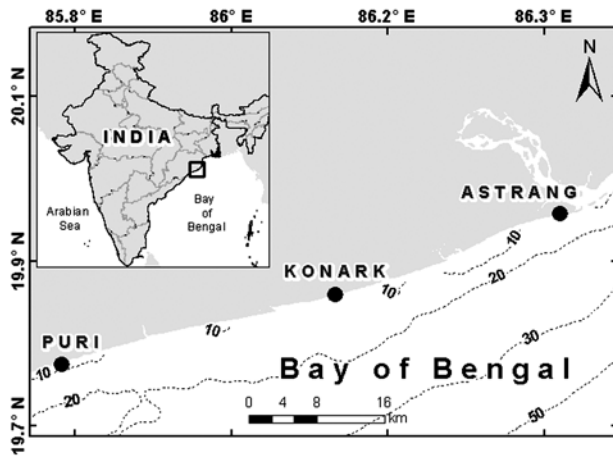 85.8° E
86° E
86.2° E
86.3° E
N
20.1° N
19.9° N
19.7° N
INDIA
Arabian
Sea
Bay
of
Bengal
ASTRANG
10
20
KONARK
10
10
30
PURI
10
Bay of Bengal
20
50
0 4 8 16
km